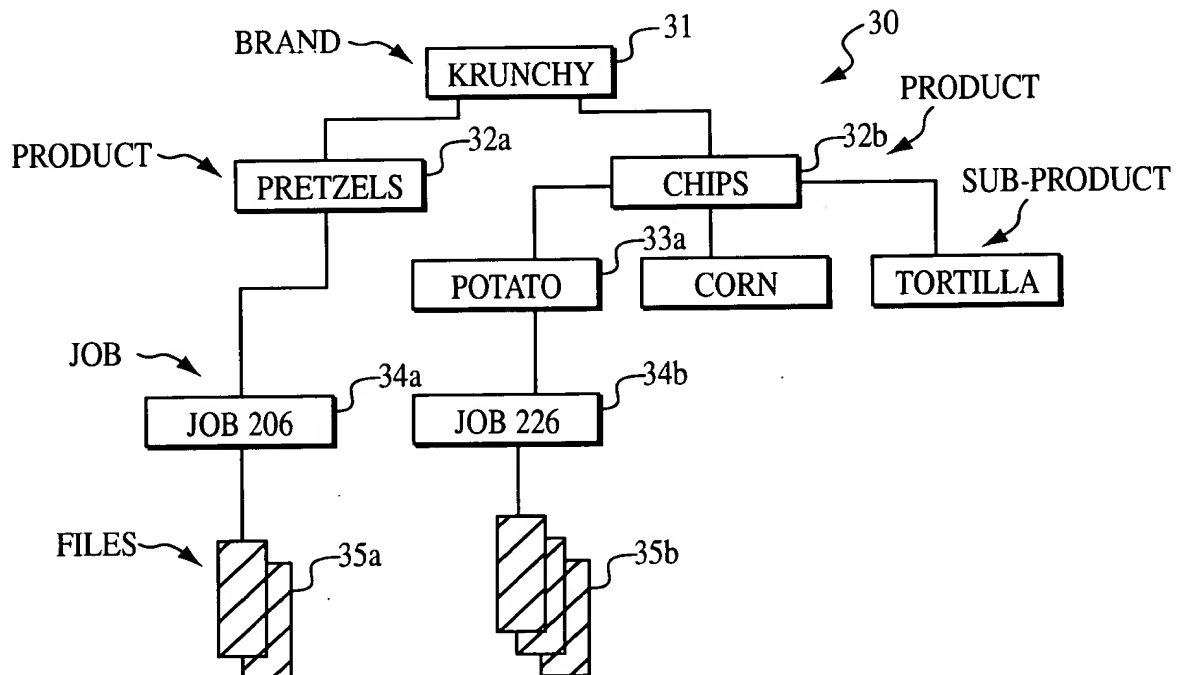 BRAND
31
30
KRUNCHY
PRODUCT
PRODUCT
32a
32b
PRETZELS
CHIPS
SUB-PRODUCT
33a
POTATO
CORN
TORTILLA
JOB
34a
34b
JOB 206
JOB 226
FILES
35a
35b